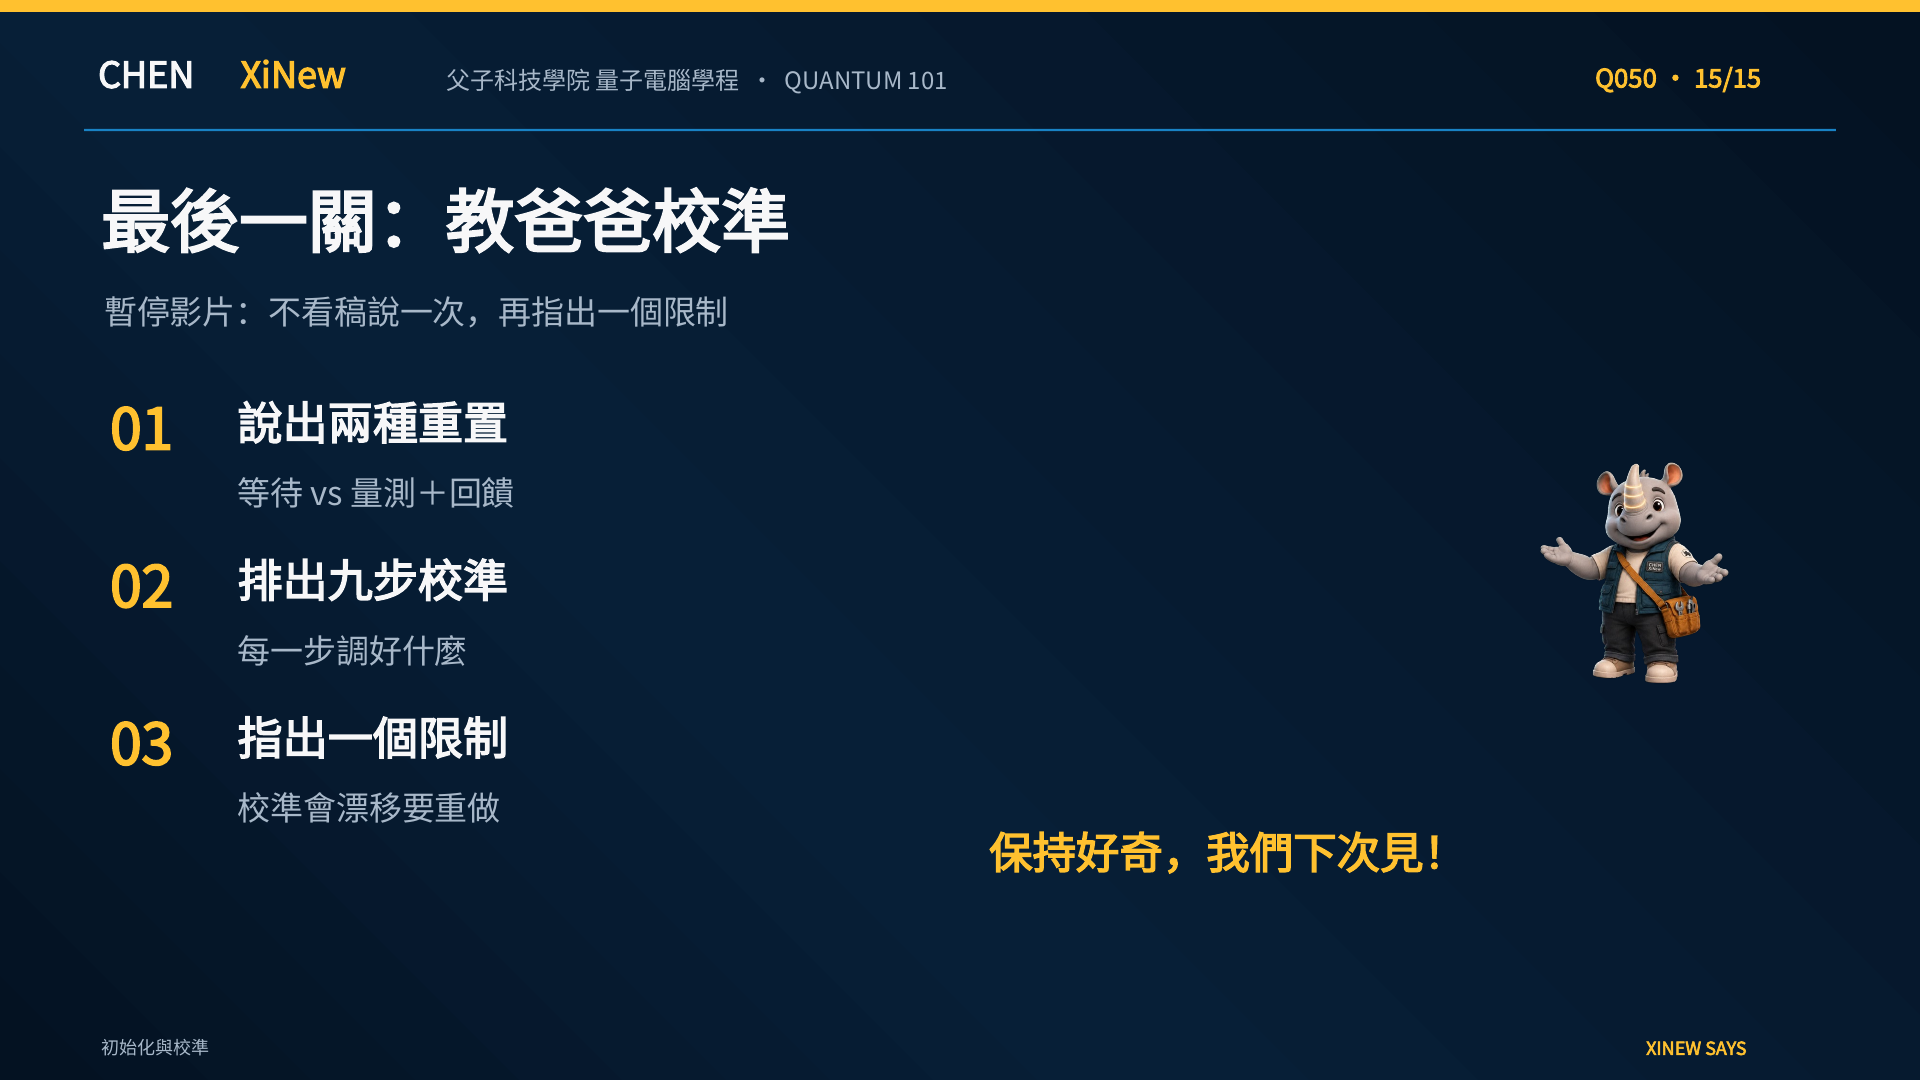 CHEN XiNew 父子科技學院 量子電腦學程 · QUANTUM 101 Q050 · 15/15
最後一關：教爸爸校準
暫停影片：不看稿說一次，再指出一個限制
01 說出兩種重置
等待 vs 量測＋回饋
02 排出九步校準
每一步調好什麼
03 指出一個限制
校準會漂移要重做
保持好奇，我們下次見！
初始化與校準 XINEW SAYS